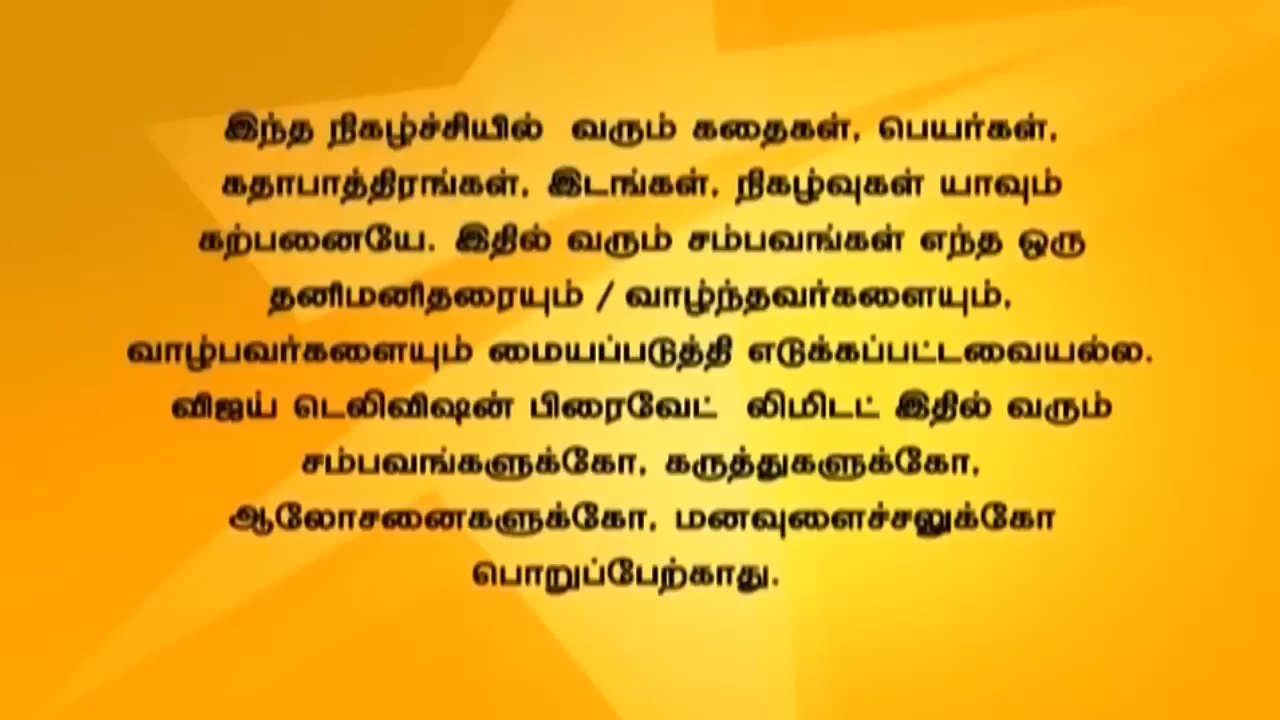 இந்த நிகழ்ச்சியில் வரும் கதைகள், பெயர்கள்,
கதாபாத்திரங்கள், இடங்கள், நிகழ்வுகள் யாவும்
கற்பனையே. இதில் வரும் சம்பவங்கள் எந்த ஒரு
தனிமனிதரையும் / வாழ்ந்தவர்களையும்,
வாழ்பவர்களையும் மையப்படுத்தி எடுக்கப்பட்டவையல்ல.
விஜய் டெலிவிஷன் பிரைவேட் லிமிடட் இதில் வரும்
சம்பவங்களுக்கோ, கருத்துகளுக்கோ,
ஆலோசனைகளுக்கோ, மனவுளைச்சலுக்கோ
பொறுப்பேற்காது.